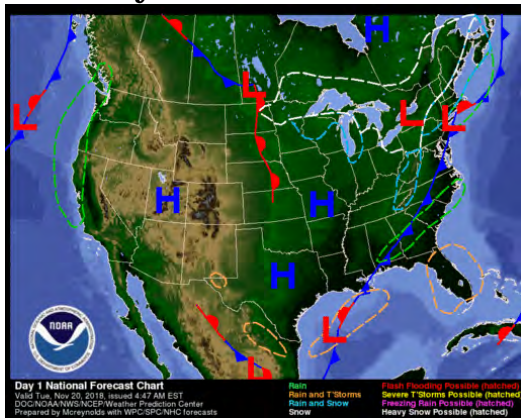 H
L
L
L
L
H
H
H
L
L
NOAA
Day 1 National Forecast Chart
Valid Tue, Nov 20, 2018, issued 4:47 AM EST
DOC/NOAA/NWS/NCEP/Weather Prediction Center
Prepared by Mcreynolds with WPC/SPC/NHC forecasts
Rain
Rain and T'Storms
Rain and Snow
Snow
Flash Flooding Possible (hatched)
Severe T'Storms Possible (hatched)
Freezing Rain Possible (hatched)
Heavy Snow Possible (hatched)